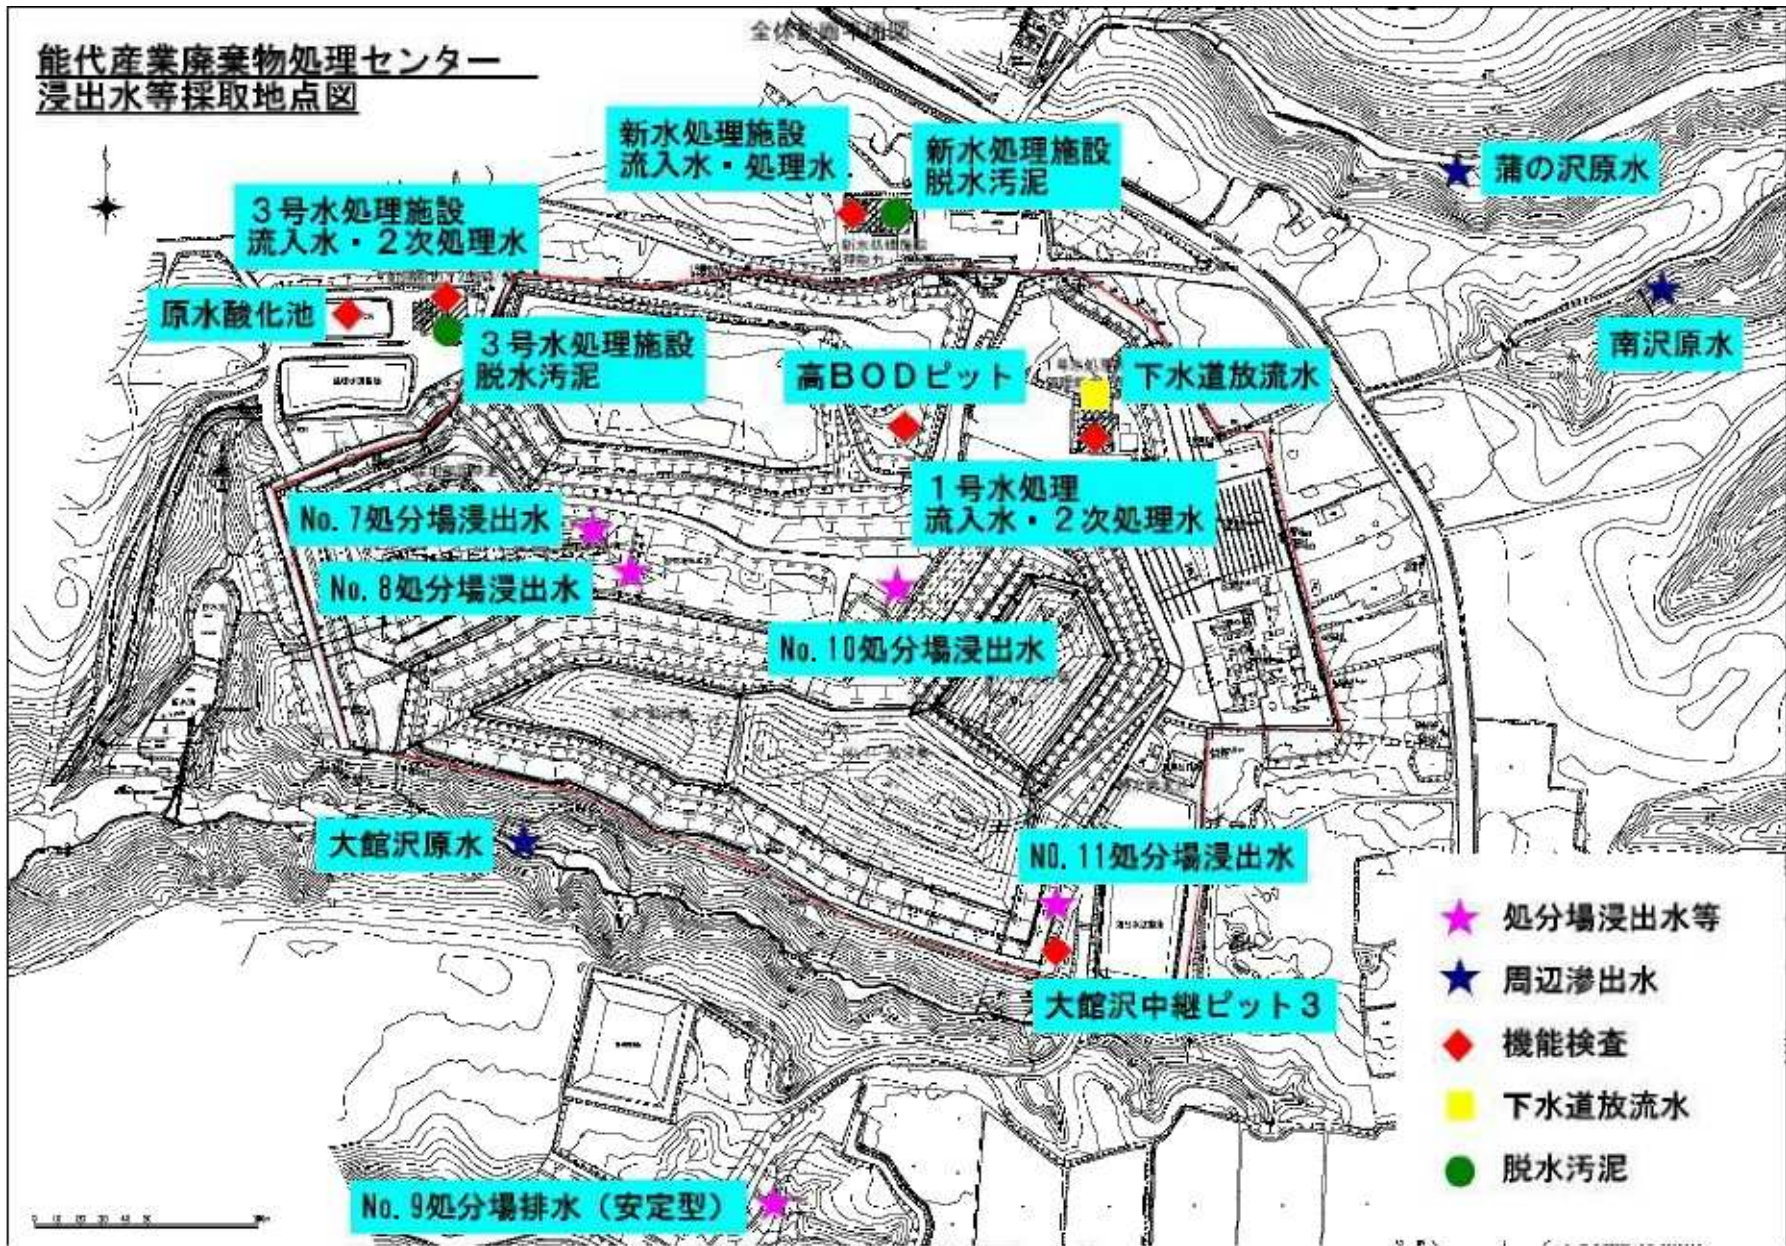 能代産業廃棄物処理センター
浸出水等採取地点図
新水処理施設
流入水・処理水
新水処理施設
脱水汚泥
蒲の沢原水
3号水処理施設
流入水・2次処理水
原水酸化池
南沢原水
3号水処理施設
脱水汚泥
高BODピット
下水道放流水
1号水処理
流入水・2次処理水
No.7処分場浸出水
No.8処分場浸出水
No.10処分場浸出水
大館沢原水
NO.11処分場浸出水
大館沢中継ピット3
No.9処分場排水(安定型)
処分場浸出水等
周辺滲出水
機能検査
下水道放流水
脱水汚泥